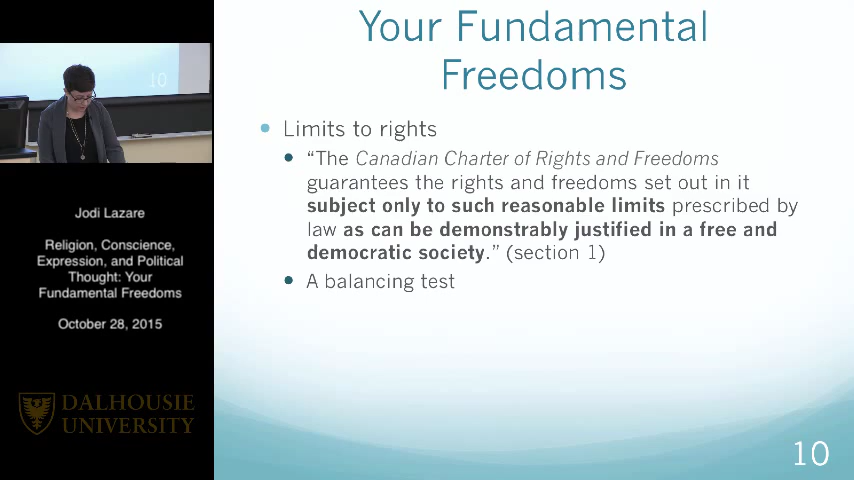 Your Fundamental
Freedoms
• Limits to rights
• “The Canadian Charter of Rights and Freedoms
guarantees the rights and freedoms set out in it
subject only to such reasonable limits prescribed by
law as can be demonstrably justified in a free and
democratic society.” (section 1)
• A balancing test
10
10
Jodi Lazare
Religion, Conscience,
Expression, and Political
Thought: Your
Fundamental Freedoms
October 28, 2015
DALHOUSIE
UNIVERSITY